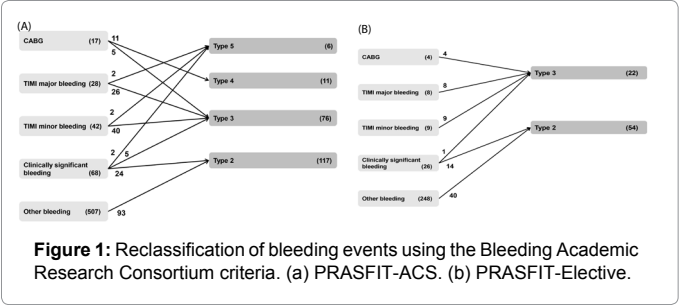 (A)
CABG (17)
11
5
TIMI major bleeding (28)
2
26
TIMI minor bleeding (42)
2
40
Clinically significant bleeding (68)
2
5
24
Other bleeding (507)
93
Type 5 (6)
Type 4 (11)
Type 3 (76)
Type 2 (117)
(B)
CABG (4)
4
TIMI major bleeding (8)
8
TIMI minor bleeding (9)
9
Clinically significant
bleeding (26)
1
14
Other bleeding (248)
40
Type 3 (22)
Type 2 (54)
Figure 1: Reclassification of bleeding events using the Bleeding Academic
Research Consortium criteria. (a) PRASFIT-ACS. (b) PRASFIT-Elective.